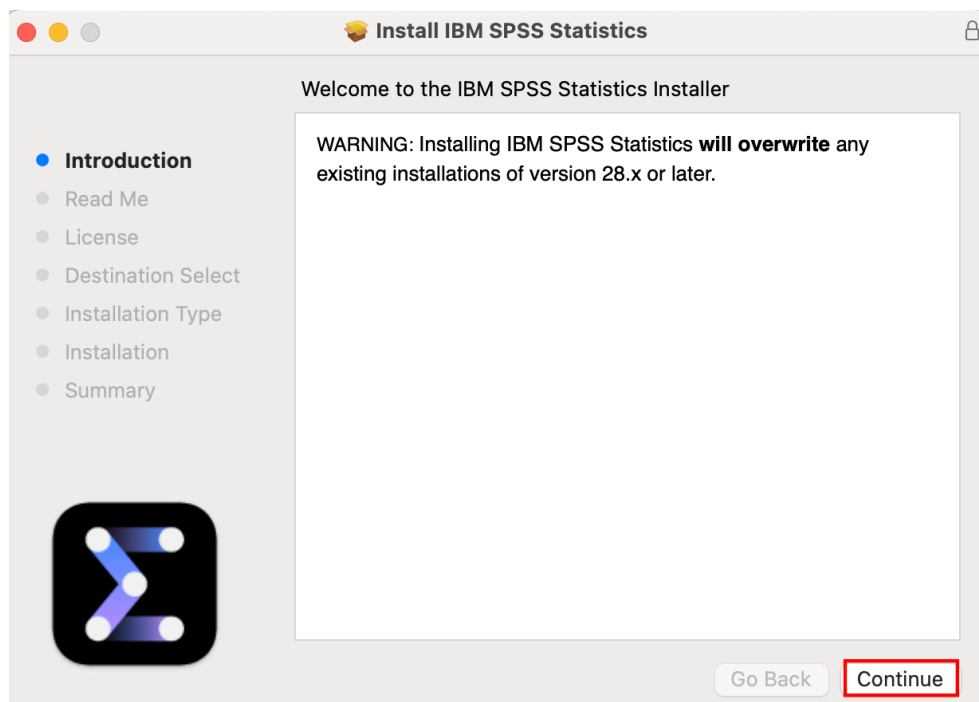 Install IBM SPSS Statistics
Welcome to the IBM SPSS Statistics Installer
Introduction
Read Me
License
Destination Select
Installation Type
Installation
Summary
WARNING: Installing IBM SPSS Statistics will overwrite any
existing installations of version 28.x or later.
Go Back
Continue